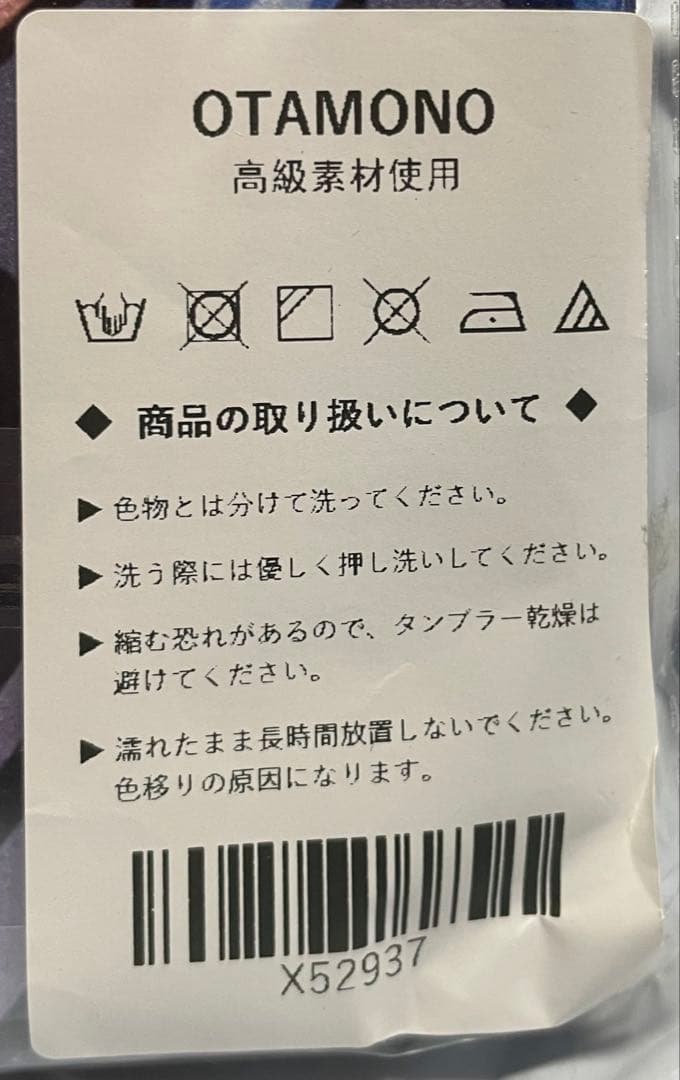 OTAMONO
高級素材使用
◆ 商品の取り扱いについて ◆
▶ 色物とは分けて洗ってください。
▶ 洗う際には優しく押し洗いしてください。
▶ 縮む恐れがあるので、タンブラー乾燥は
避けてください。
▶ 濡れたまま長時間放置しないでください。
色移りの原因になります。
X52937